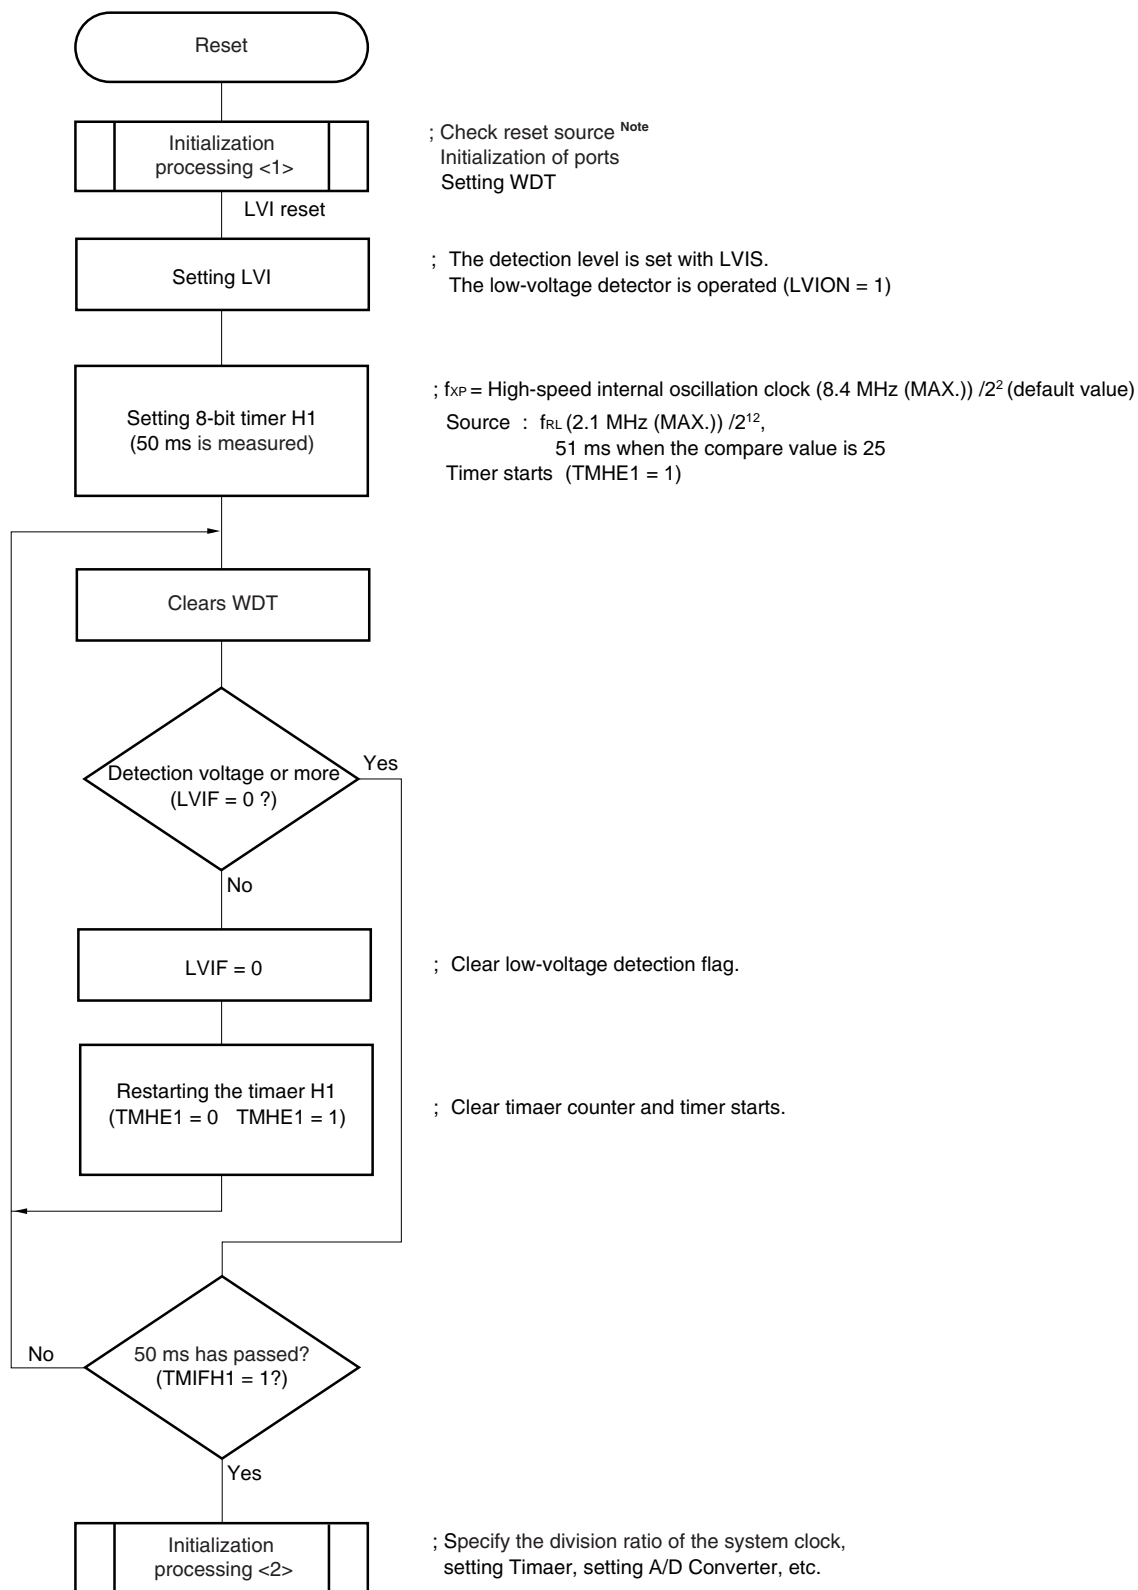 Reset
Initialization
processing <1>
; Check reset source Note
Initialization of ports
Setting WDT
LVI reset
Setting LVI
; The detection level is set with LVIS.
The low-voltage detector is operated (LVION = 1)
Setting 8-bit timer H1
(50 ms is measured)
; fXP = High-speed internal oscillation clock (8.4 MHz (MAX.)) /2² (default value)
Source : fRL (2.1 MHz (MAX.)) /2¹²,
51 ms when the compare value is 25
Timer starts (TMHE1 = 1)
Clears WDT
Detection voltage or more
(LVIF = 0 ?)
Yes
No
LVIF = 0
; Clear low-voltage detection flag.
Restarting the timaer H1
(TMHE1 = 0 TMHE1 = 1)
; Clear timaer counter and timer starts.
No
50 ms has passed?
(TMIFH1 = 1?)
Yes
Initialization
processing <2>
; Specify the division ratio of the system clock,
setting Timaer, setting A/D Converter, etc.